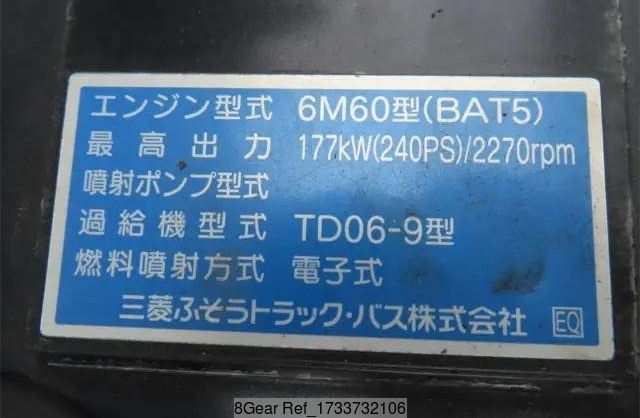 エンジン型式 6M60型(BAT5)
最高出力 177kW(240PS)/2270rpm
噴射ポンプ型式
過給機型式 TD06-9型
燃料噴射方式 電子式
三菱ふそうトラック・バス株式会社 EQ
8Gear Ref_1733732106